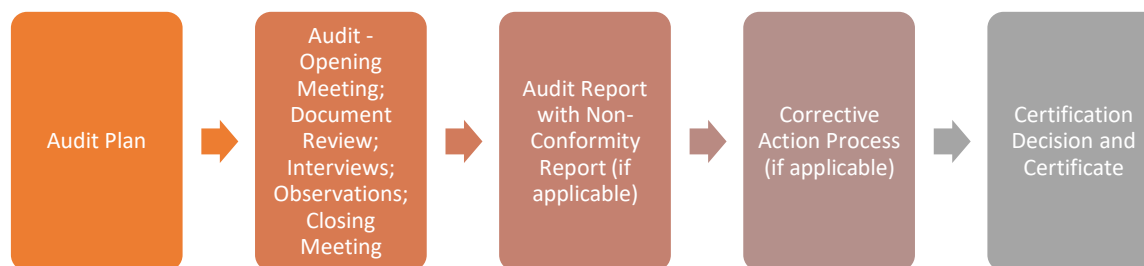 Audit Plan
Audit -
Opening
Meeting;
Document
Review;
Interviews;
Observations;
Closing
Meeting
Audit Report
with Non-
Conformity
Report (if
applicable)
Corrective
Action Process
(if applicable)
Certification
Decision and
Certificate